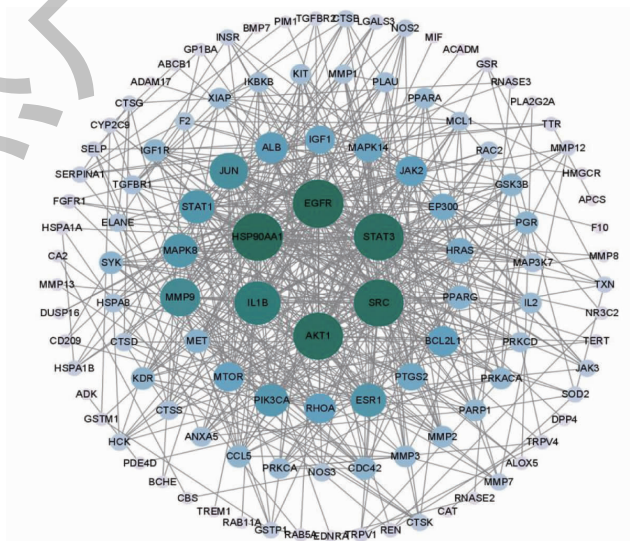 BMP7 PIM1 TGFBR2 CTSB LGALS3 NOS2 MIF ACADM
INSR
GP1BA
ABCB1
ADAM17
GSR
RNASE3
PLA2G2A
TTR
MMP12
HMGCR
APCS
F10
MMP8
TXN
NR3C2
TERT
JAK3
SOD2
DPP4
TRPV4
ALOX5
MMP7
RNASE2
CAT
CTSK
REN
TRPV1
EDNRA
RAB5A
GSTP1
RAB11A
TREM1
CBS
BCHE
PDE4D
HCK
GSTM1
ADK
HSPA1B
CD209
DUSP16
MMP13
CA2
HSPA1A
FGFR1
SERPINA1
SELP
CYP2C9
CTSG
XIAP IKBKB KIT MMP1 PLAU PPARA
MCL1
RAC2
GSK3B
PGR
MAP3K7
IL2
PRKCD
PRKACA
PARP1
MMP2
MMP3
CDC42
NOS3
PRKCA
CCL5
ANXA5
CTSS
KDR
CTSD
HSPA8
SYK
ELANE
TGFBR1
IGF1R
F2
ALB IGF1 MAPK14
JAK2
EP300
HRAS
PPARG
BCL2L1
PTGS2
ESR1
RHOA
PIK3CA
MTOR
MET
MMP9
MAPK8
STAT1
JUN
EGFR
HSP90AA1 STAT3
IL1B SRC
AKT1